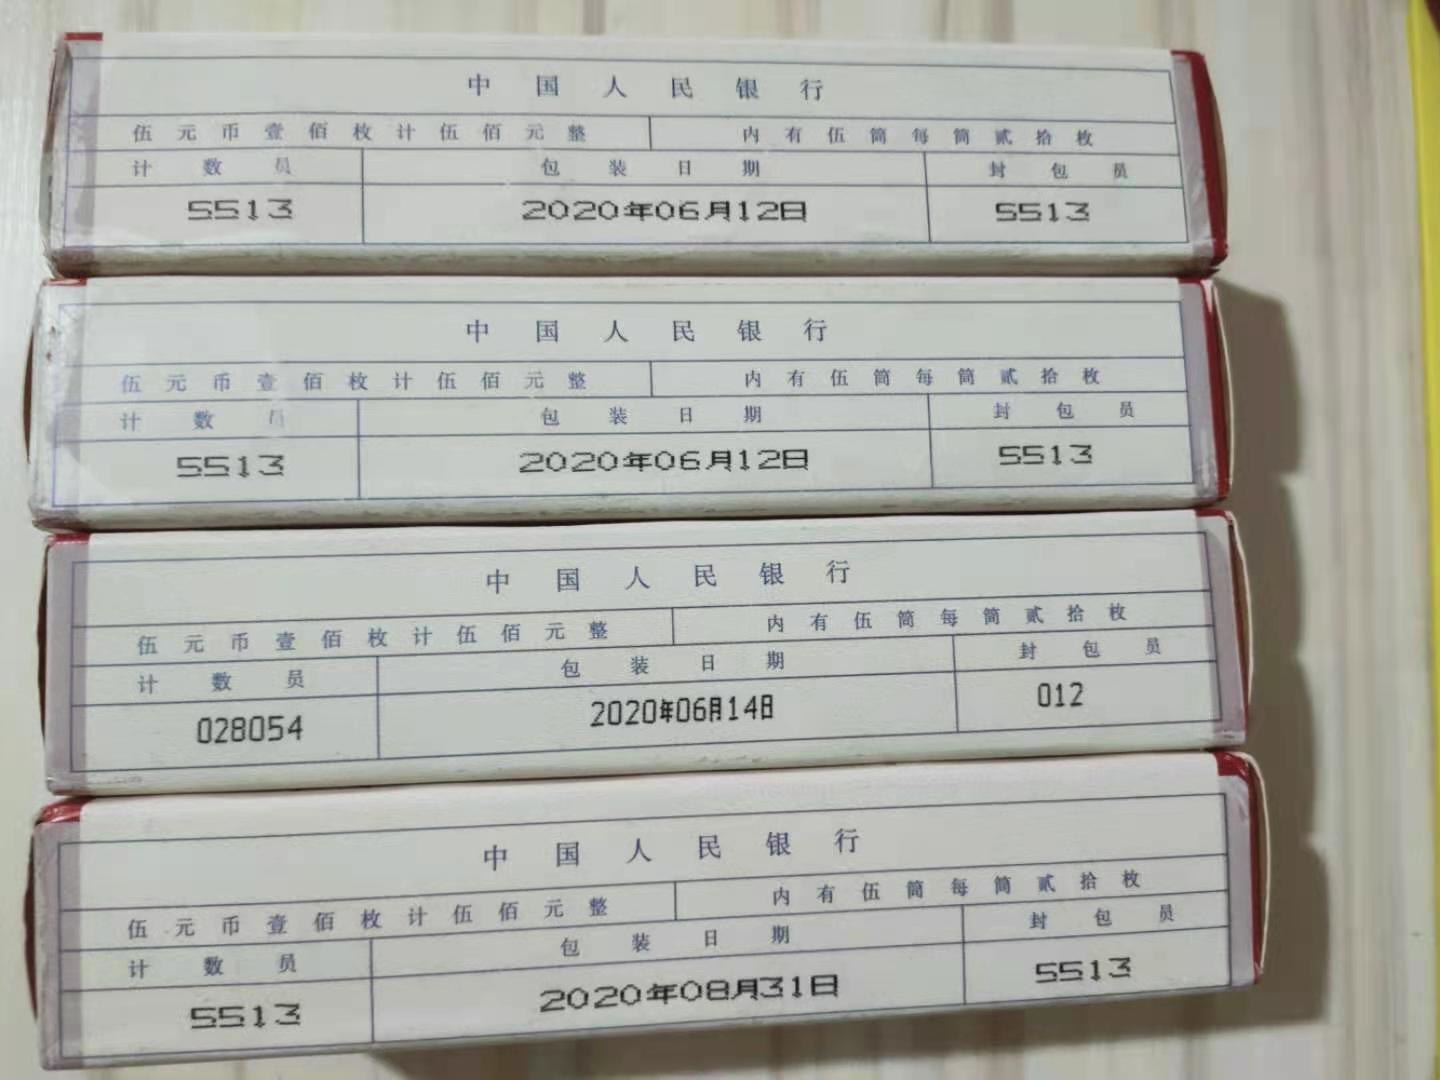 中国人民银行
伍元币壹佰枚计伍佰元整 内有伍筒每筒贰拾枚
计数员 包装日期 封包员
5513 2020年06月12日 5513
中国人民银行
伍元币壹佰枚计伍佰元整 内有伍筒每筒贰拾枚
计数员 包装日期 封包员
5513 2020年06月12日 5513
中国人民银行
伍元币壹佰枚计伍佰元整 内有伍筒每筒贰拾枚
计数员 包装日期 封包员
028054 2020年06月14日 012
中国人民银行
伍元币壹佰枚计伍佰元整 内有伍筒每筒贰拾枚
计数员 包装日期 封包员
5513 2020年08月31日 5513